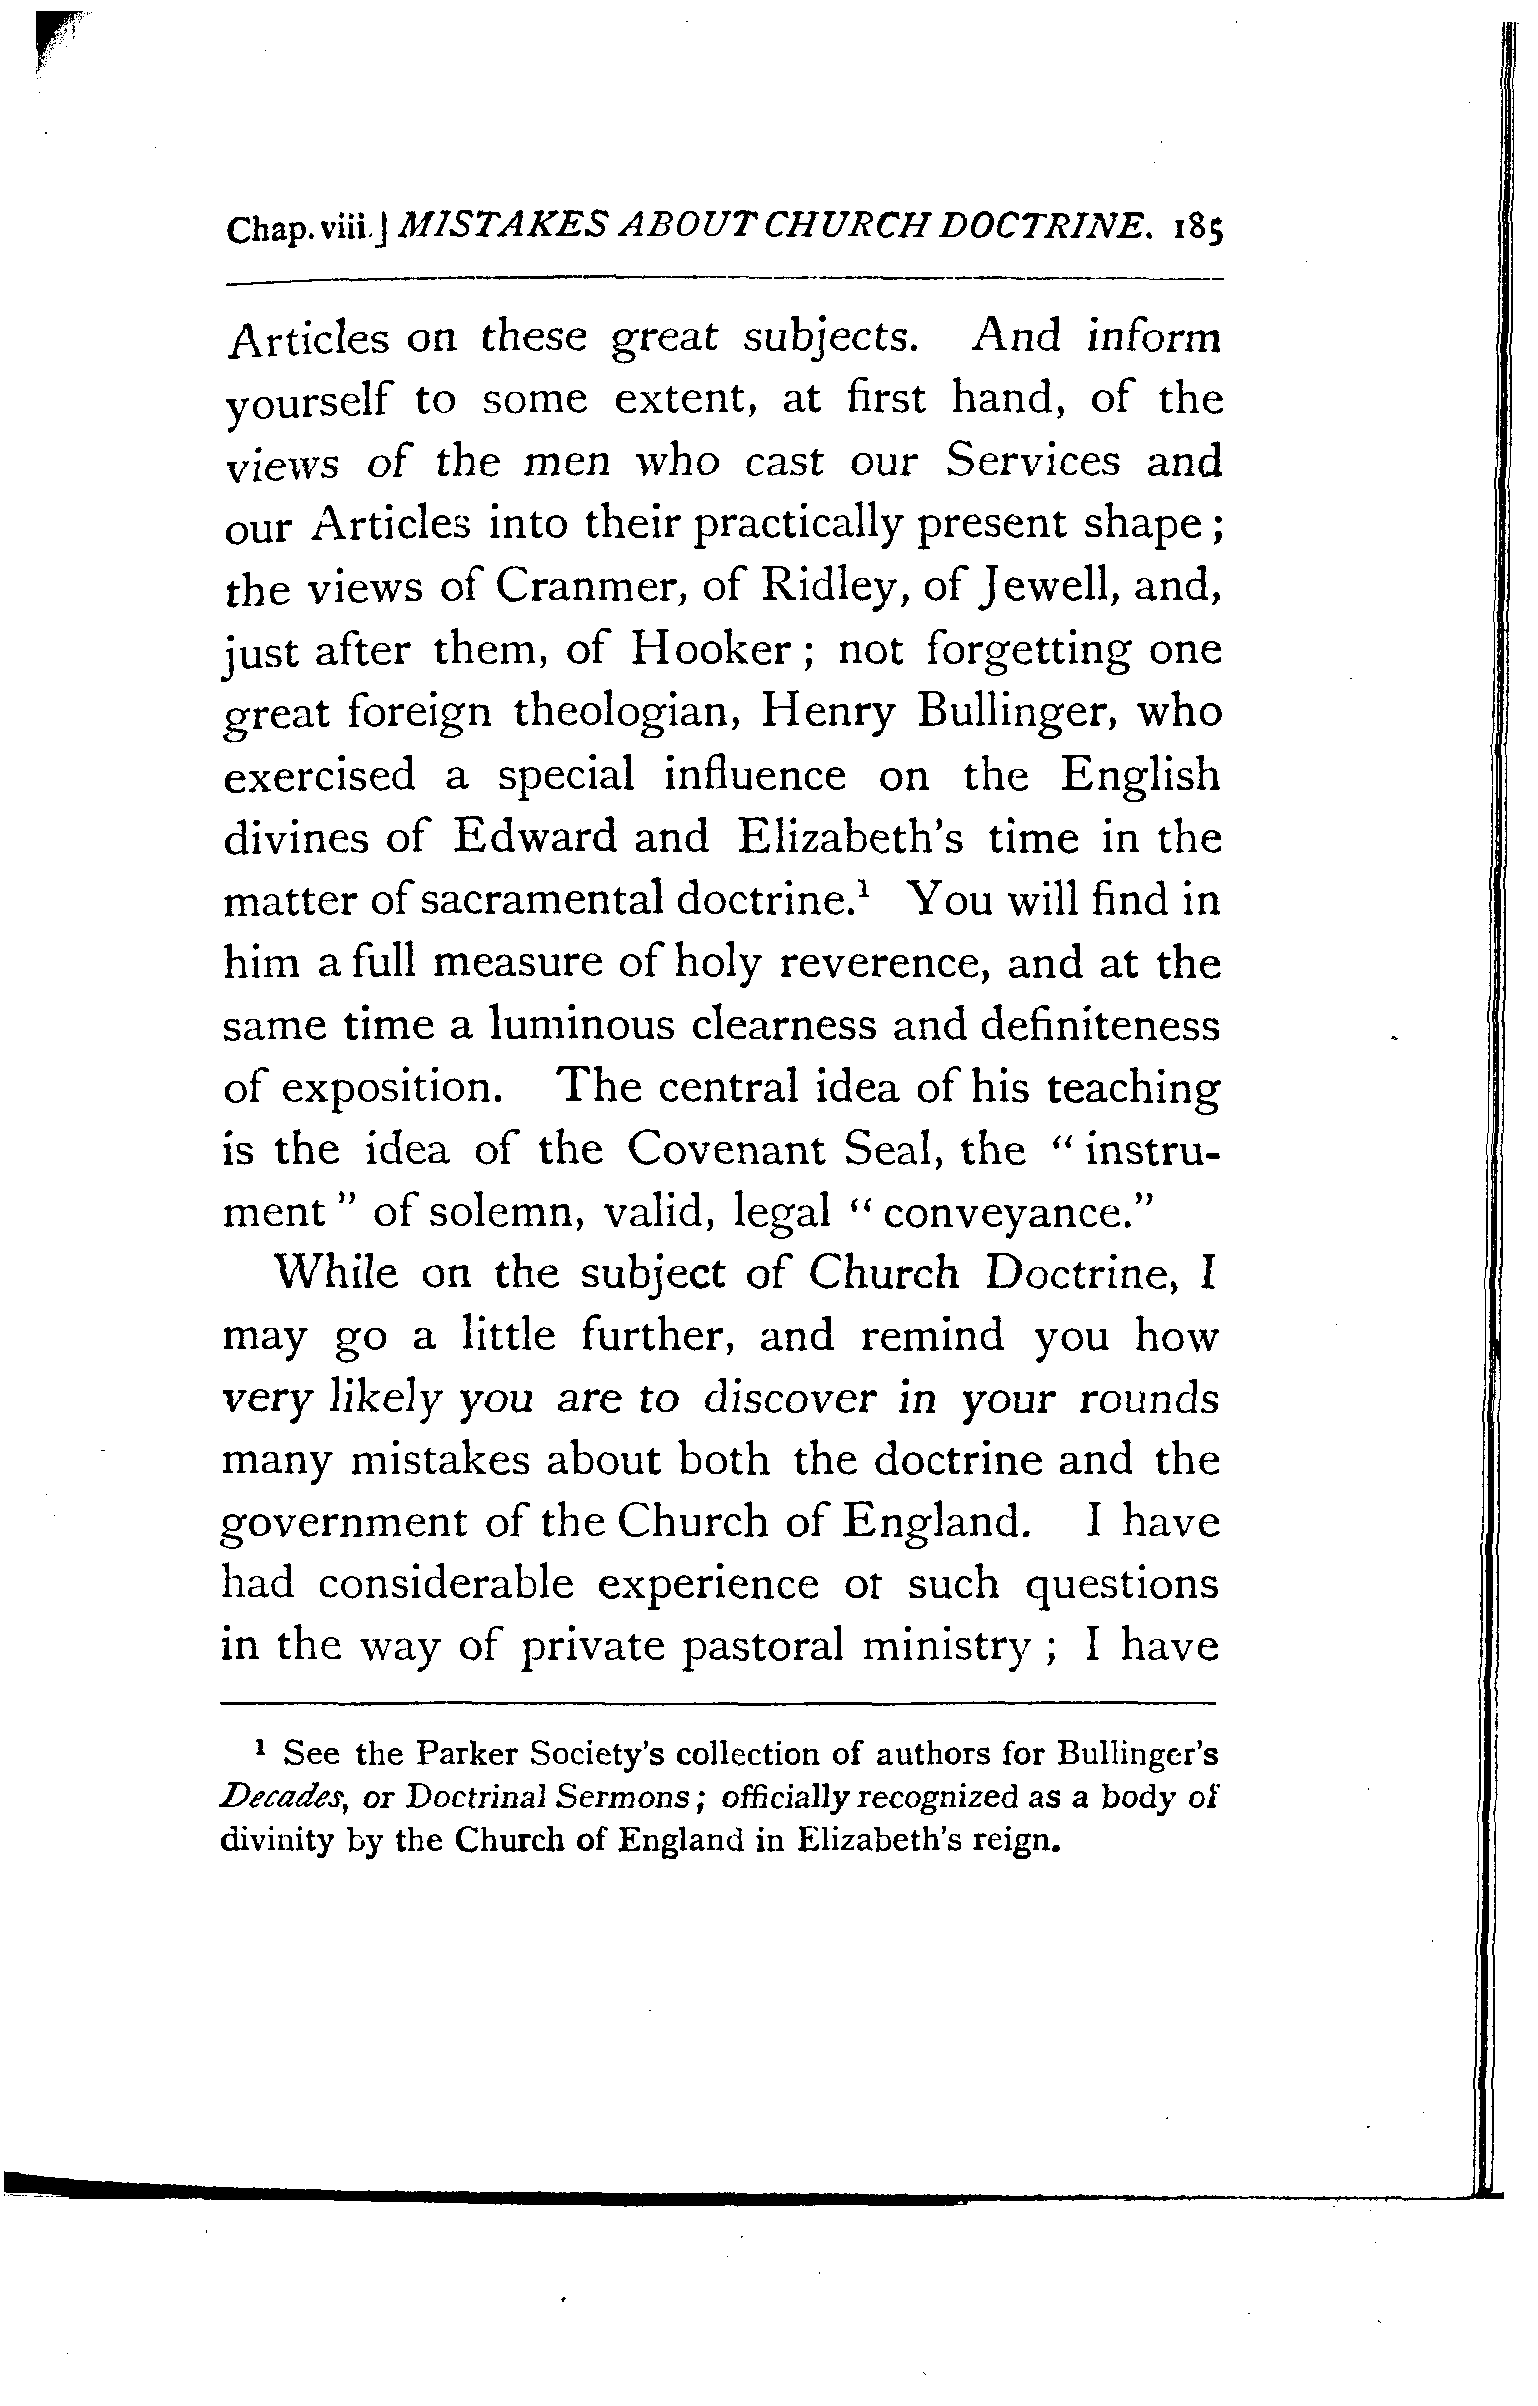 Chap. viii.] MISTAKES ABOUT CHURCH DOCTRINE. 185
Articles on these great subjects. And inform
yourself to some extent, at first hand, of the
views of the men who cast our Services and
our Articles into their practically present shape ;
the views of Cranmer, of Ridley, of Jewell, and,
just after them, of Hooker ; not forgetting one
great foreign theologian, Henry Bullinger, who
exercised a special influence on the English
divines of Edward and Elizabeth's time in the
matter of sacramental doctrine.¹ You will find in
him a full measure of holy reverence, and at the
same time a luminous clearness and definiteness
of exposition. The central idea of his teaching
is the idea of the Covenant Seal, the " instru-
ment " of solemn, valid, legal " conveyance."
While on the subject of Church Doctrine, I
may go a little further, and remind you how
very likely you are to discover in your rounds
many mistakes about both the doctrine and the
government of the Church of England. I have
had considerable experience of such questions
in the way of private pastoral ministry ; I have
¹ See the Parker Society's collection of authors for Bullinger's
Decades, or Doctrinal Sermons ; officially recognized as a body of
divinity by the Church of England in Elizabeth's reign.